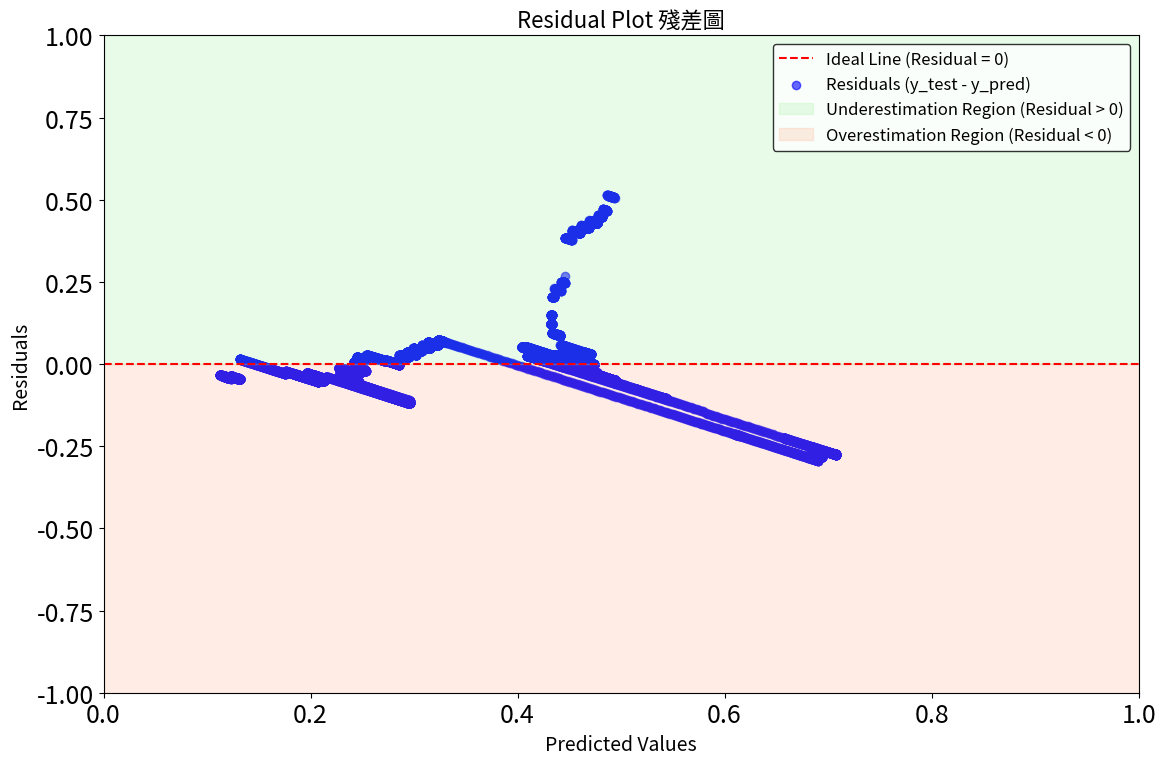 Residual Plot 殘差圖
1.00
0.75
0.50
0.25
0.00
-0.25
-0.50
-0.75
-1.00
Residuals
Ideal Line (Residual = 0)
Residuals (y_test - y_pred)
Underestimation Region (Residual > 0)
Overestimation Region (Residual < 0)
0.0 0.2 0.4 0.6 0.8 1.0
Predicted Values